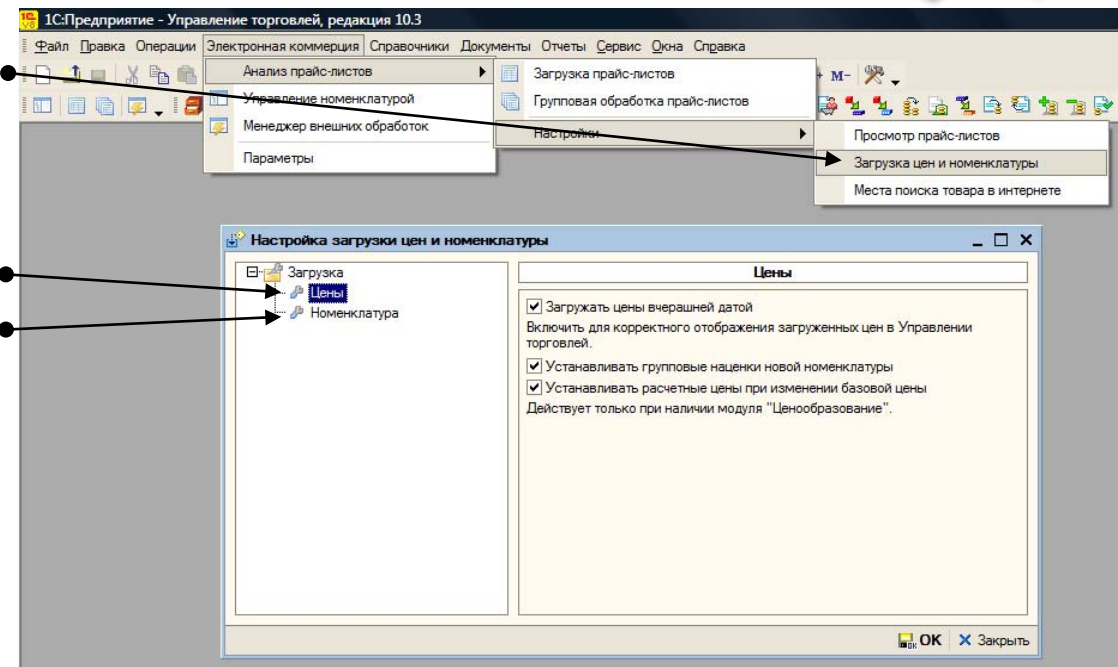 1С:Предприятие - Управление торговлей, редакция 10.3
Файл Правка Операции Электронная коммерция Справочники Документы Отчеты Сервис Окна Справка
Анализ прайс-листов
Загрузка прайс-листов
M-
Управление номенклатурой
Групповая обработка прайс-листов
Менеджер внешних обработок
Настройки
Просмотр прайс-листов
Параметры
Загрузка цен и номенклатуры
Места поиска товара в интернете
Настройка загрузки цен и номенклатуры
Загрузка
Цены
Номенклатура
Цены
Загружать цены вчерашней датой
Включить для корректного отображения загруженных цен в Управлении
торговлей.
Устанавливать групповые наценки новой номенклатуры
Устанавливать расчетные цены при изменении базовой цены
Действует только при наличии модуля "Ценообразование".
OK Закрыть